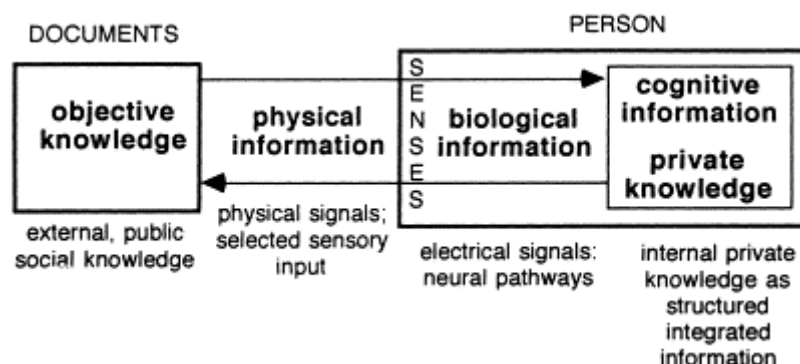 DOCUMENTS
PERSON
objective
knowledge
physical
information
SENSES
biological
information
cognitive
information
private
knowledge
external, public
social knowledge
physical signals;
selected sensory
input
electrical signals:
neural pathways
internal private
knowledge as
structured
integrated
information